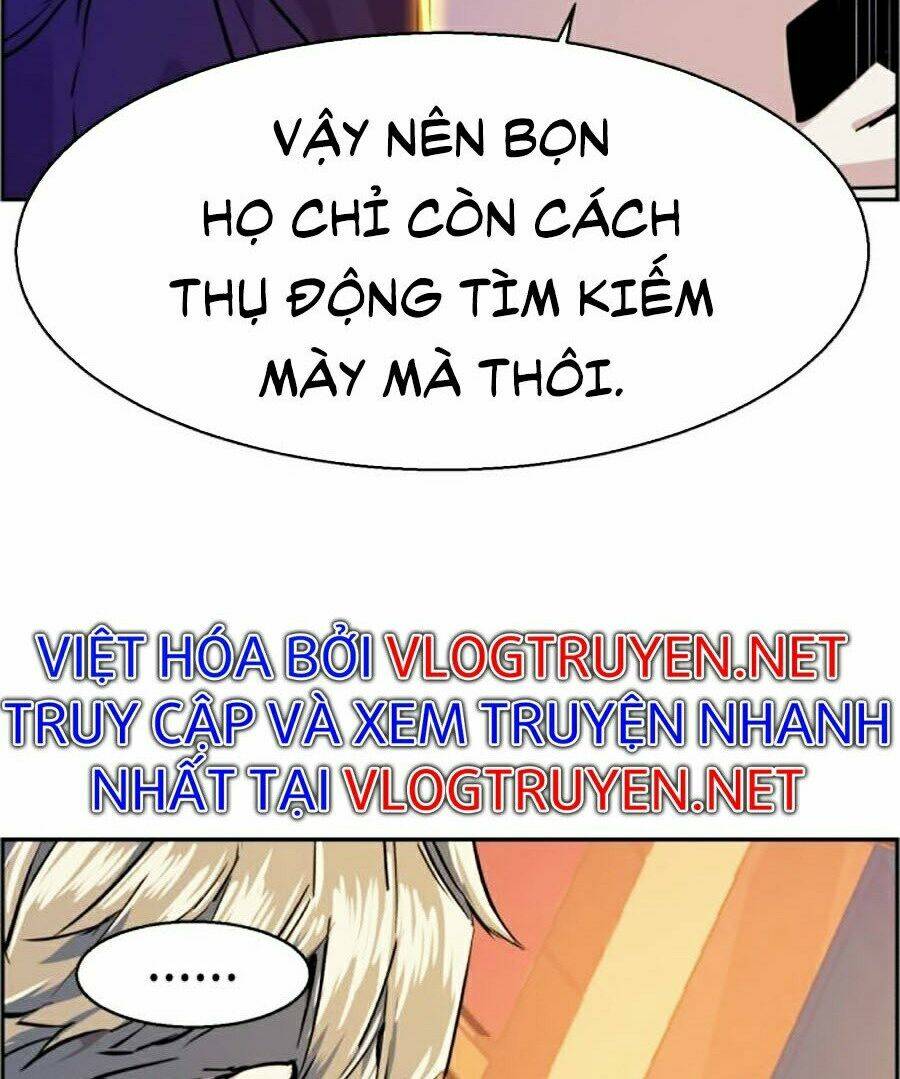 VẬY NÊN BỌN
HỌ CHỈ CÒN CÁCH
THỤ ĐỘNG TÌM KIẾM
MÀY MÀ THÔI.
VIỆT HÓA BỞI VLOGTRUYEN.NET
TRUY CẬP VÀ XEM TRUYỆN NHANH
NHẤT TẠI VLOGTRUYEN.NET
......